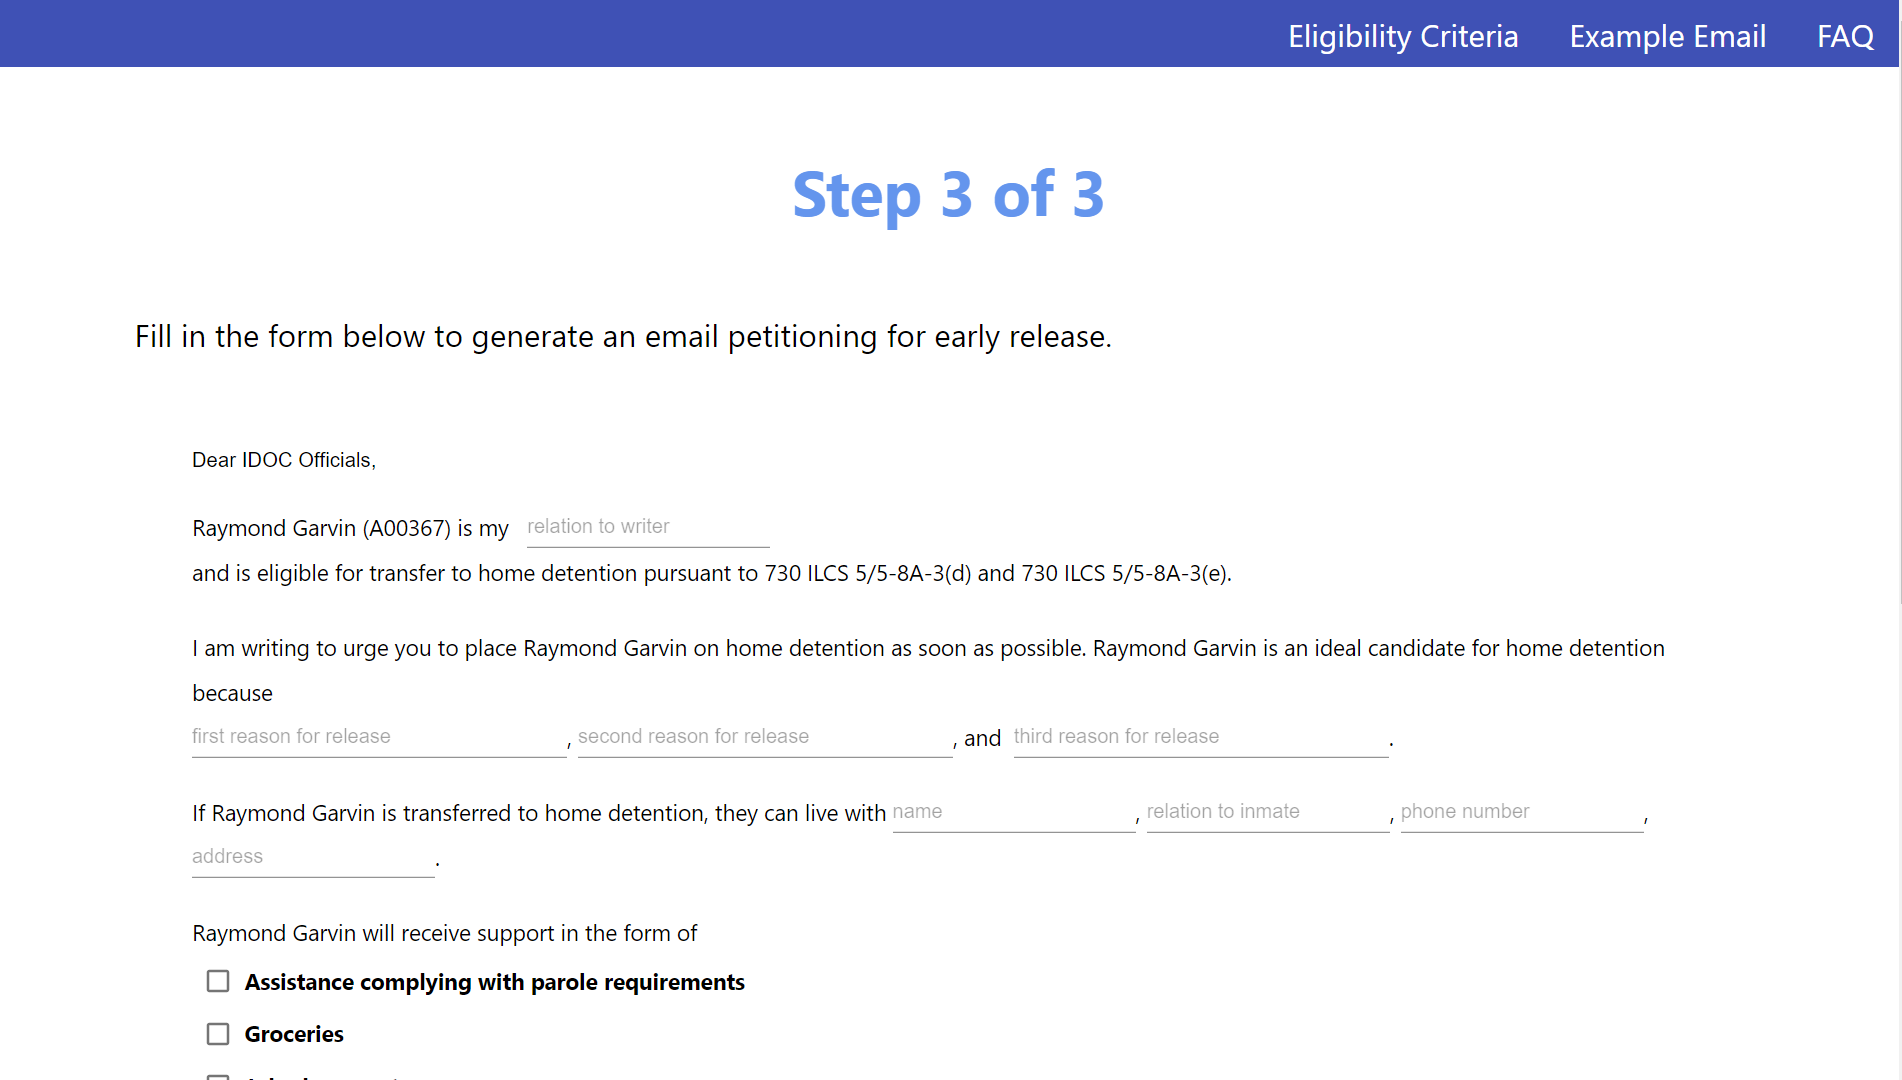 Eligibility Criteria Example Email FAQ
Step 3 of 3
Fill in the form below to generate an email petitioning for early release.
Dear IDOC Officials,
Raymond Garvin (A00367) is my relation to writer
and is eligible for transfer to home detention pursuant to 730 ILCS 5/5-8A-3(d) and 730 ILCS 5/5-8A-3(e).
I am writing to urge you to place Raymond Garvin on home detention as soon as possible. Raymond Garvin is an ideal candidate for home detention
because
first reason for release , second reason for release , and third reason for release .
If Raymond Garvin is transferred to home detention, they can live with name , relation to inmate , phone number ,
address .
Raymond Garvin will receive support in the form of
Assistance complying with parole requirements
Groceries